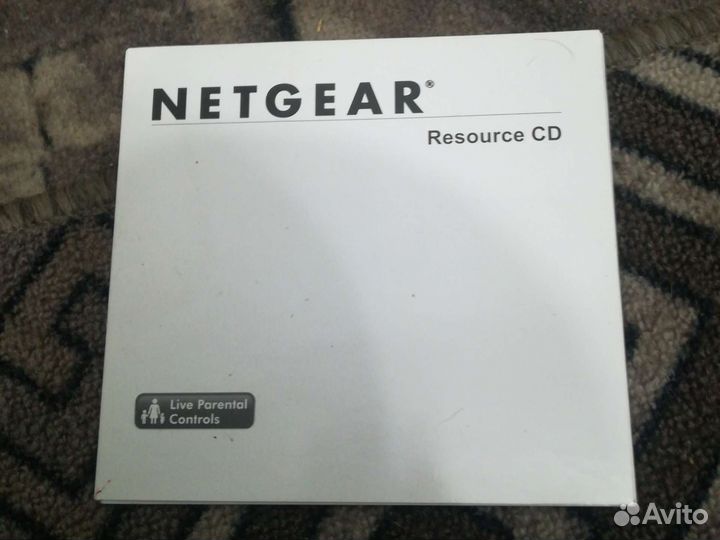 NETGEAR®
Resource CD
Live Parental
Controls
Avito